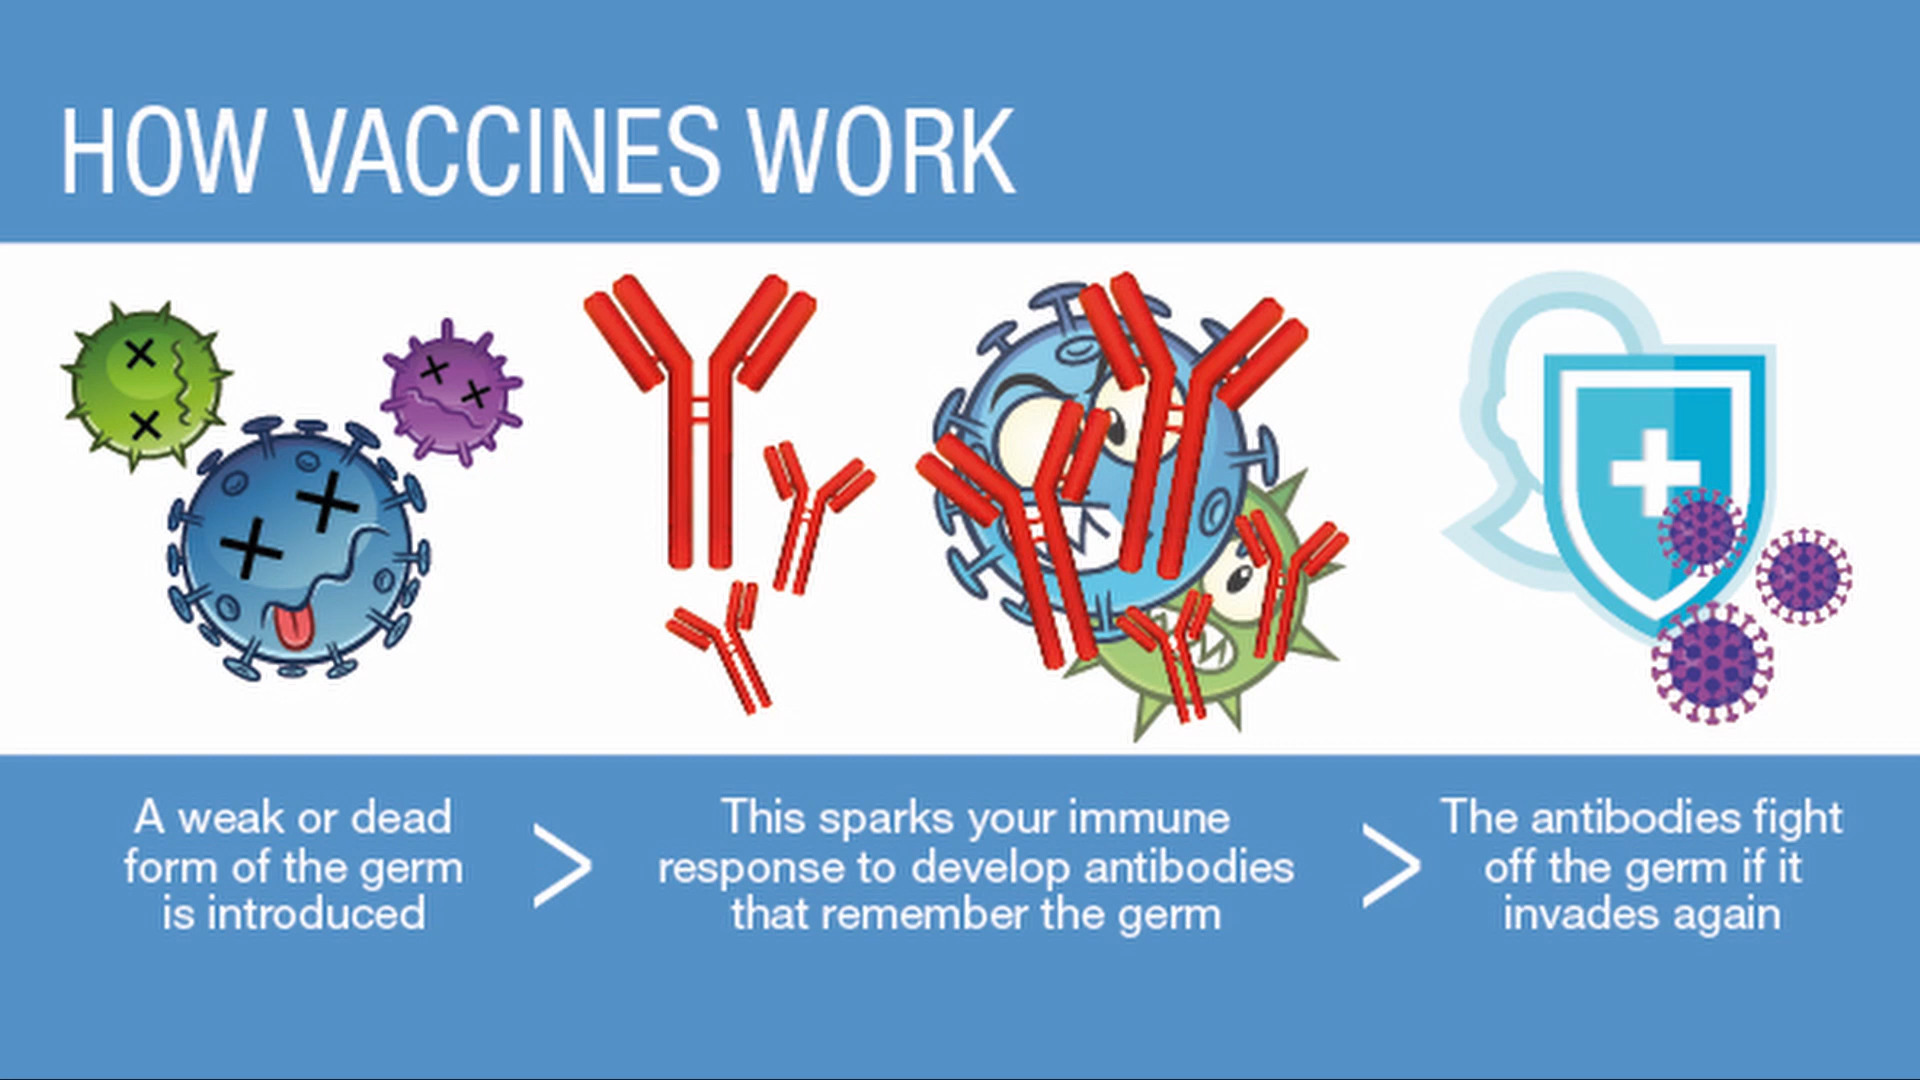 HOW VACCINES WORK
A weak or dead
form of the germ
is introduced
>
This sparks your immune
response to develop antibodies
that remember the germ
>
The antibodies fight
off the germ if it
invades again